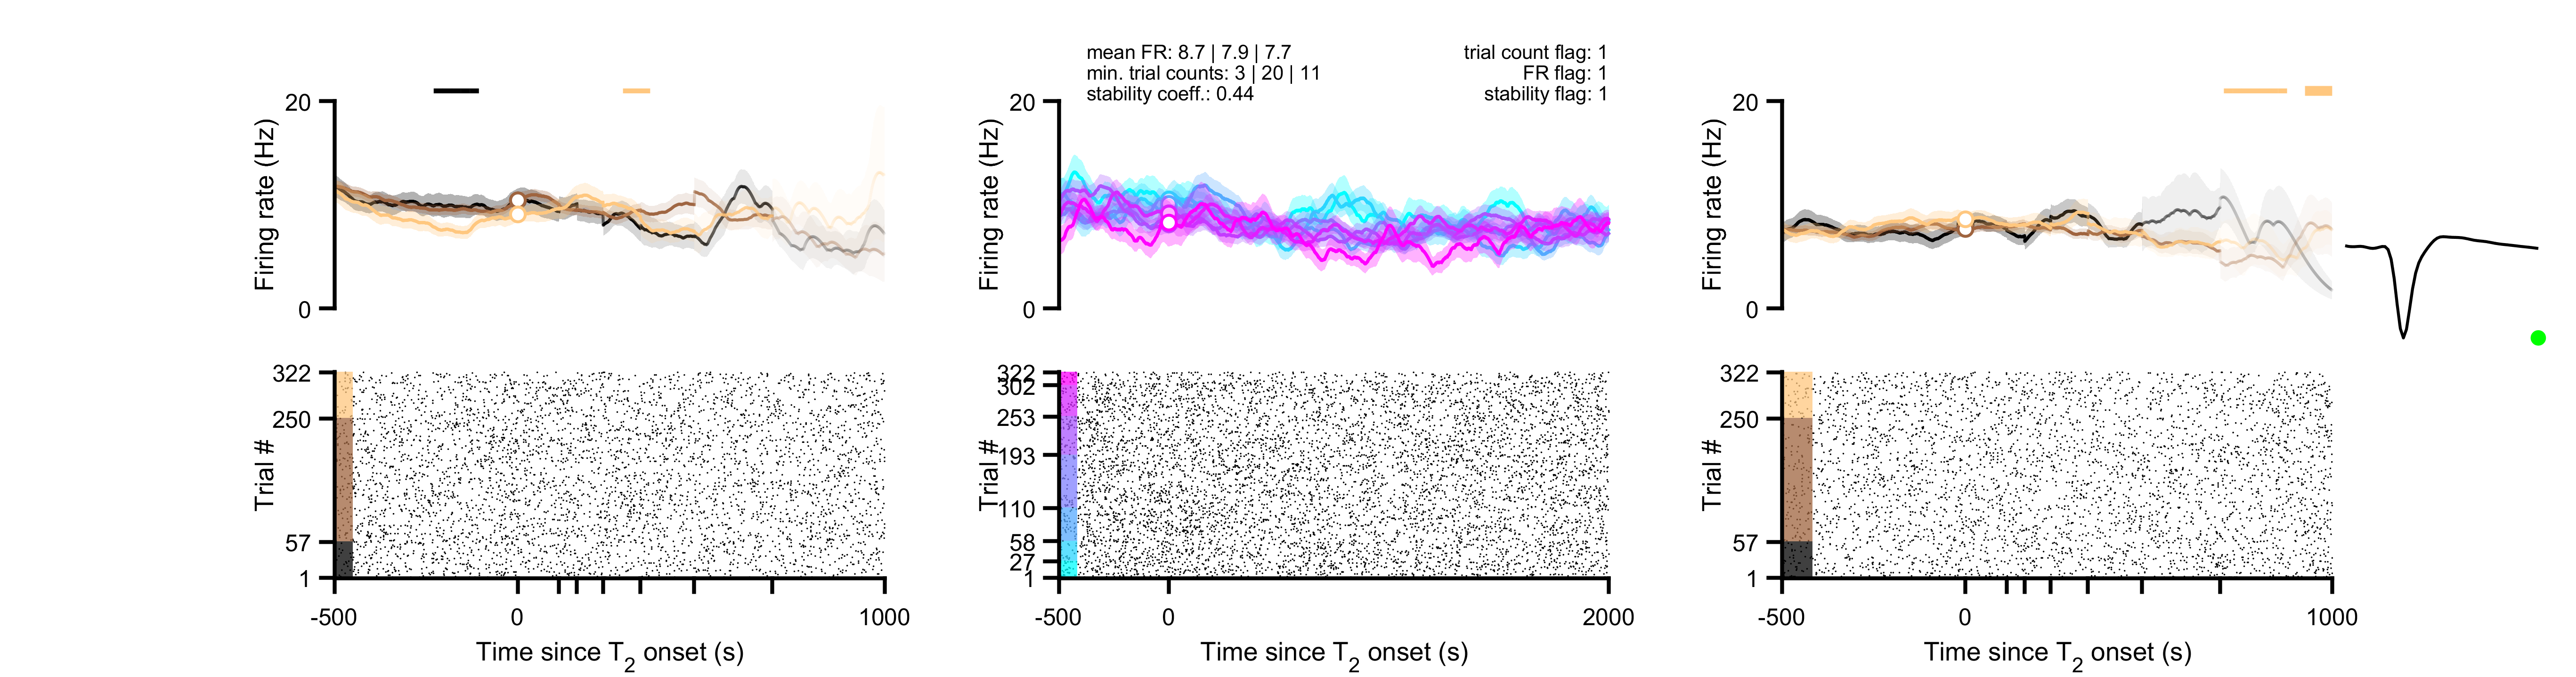 mean FR: 8.7 | 7.9 | 7.7
min. trial counts: 3 | 20 | 11
stability coeff.: 0.44
trial count flag: 1
FR flag: 1
stability flag: 1
20
0
Firing rate (Hz)
322
250
57
1
Trial #
-500
0
1000
Time since T2 onset (s)
20
0
Firing rate (Hz)
322
302
253
193
110
58
27
1
Trial #
-500
0
2000
Time since T2 onset (s)
20
0
Firing rate (Hz)
322
250
57
1
Trial #
-500
0
1000
Time since T2 onset (s)